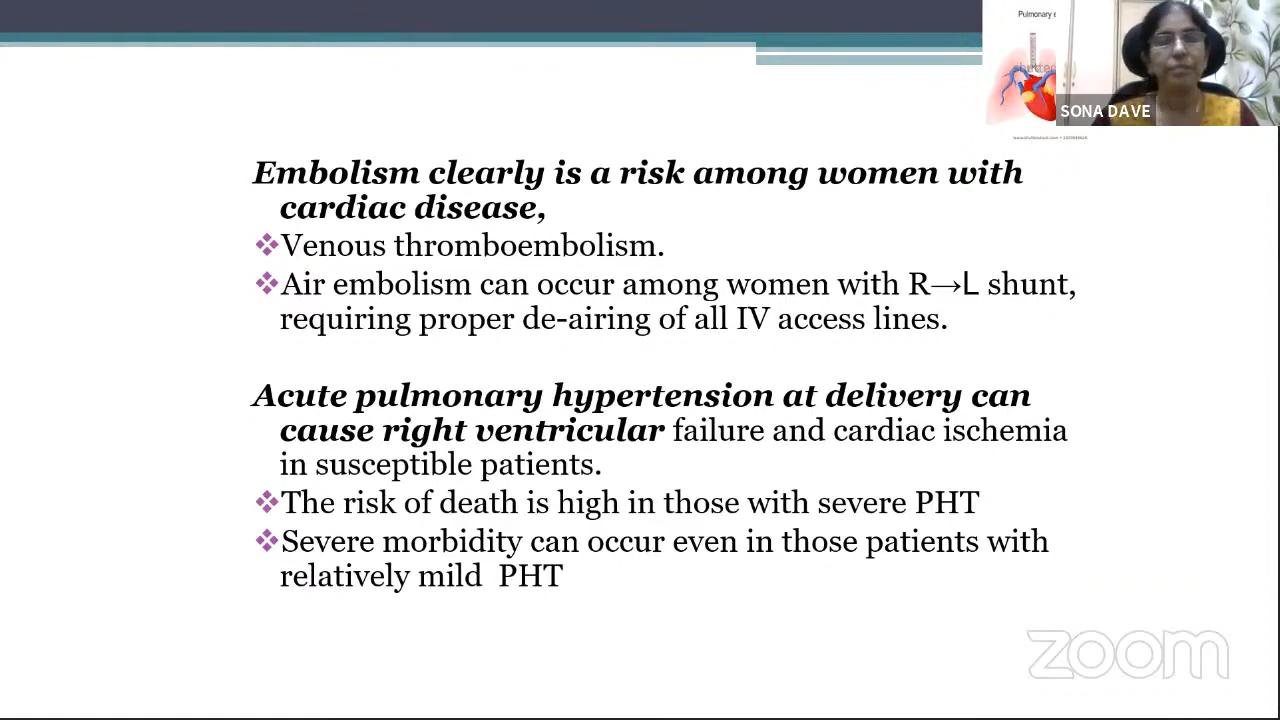 Pulmonary e
SONA DAVE
Embolism clearly is a risk among women with
cardiac disease,
❖Venous thromboembolism.
❖Air embolism can occur among women with R→L shunt,
requiring proper de-airing of all IV access lines.
Acute pulmonary hypertension at delivery can
cause right ventricular failure and cardiac ischemia
in susceptible patients.
❖The risk of death is high in those with severe PHT
❖Severe morbidity can occur even in those patients with
relatively mild  PHT
zoom